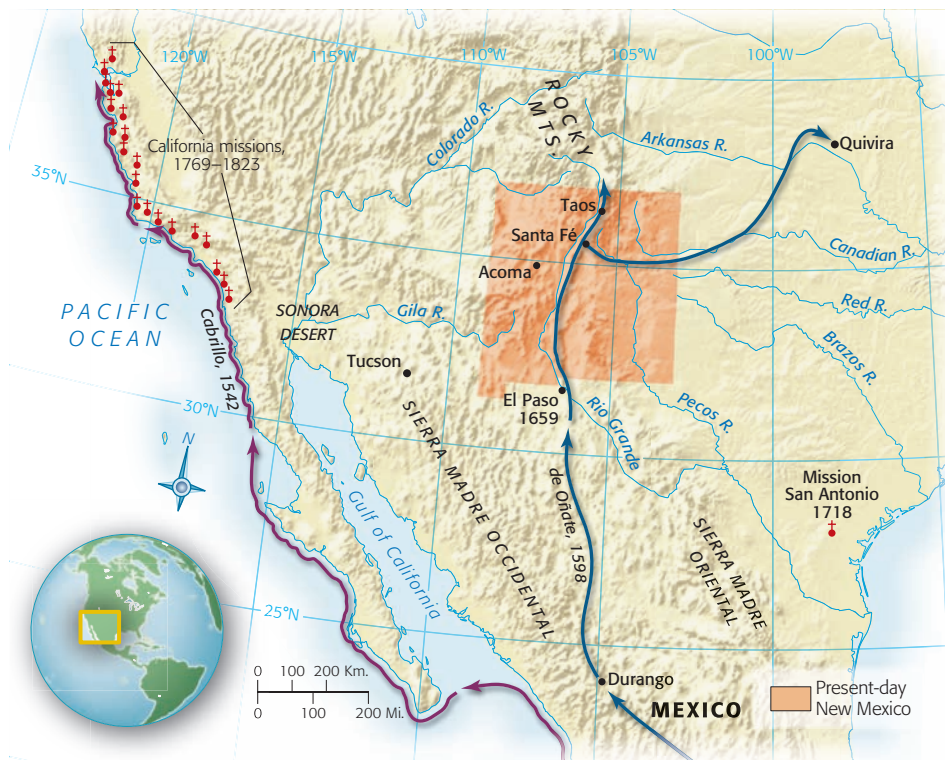 120°W
115°W
110°W
105°W
100°W
ROCKY
MTS.
California missions,
1769–1823
Colorado R.
Arkansas R.
Quivira
35°N
Taos
Santa Fé
Acoma
Canadian R.
Red R.
PACIFIC
OCEAN
SONORA
DESERT
Gila R.
Brazos R.
Cabrillo, 1542
Tucson
El Paso
1659
Rio Grande
Pecos R.
30°N
N
SIERRA MADRE OCCIDENTAL
de Oñate, 1598
Mission
San Antonio
1718
Gulf of California
SIERRA MADRE
ORIENTAL
25°N
0 100 200 Km.
0 100 200 Mi.
Durango
MEXICO
Present-day
New Mexico